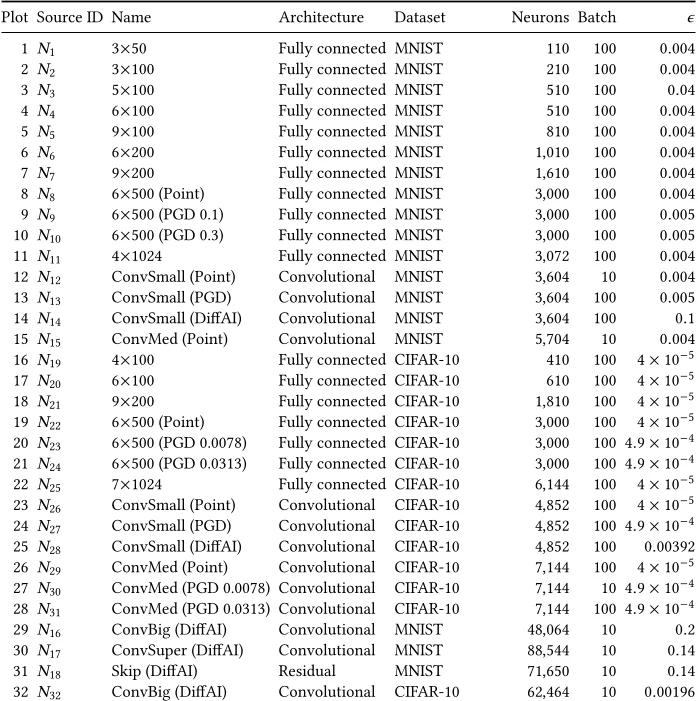 Plot Source ID Name Architecture Dataset Neurons Batch ϵ
1 N1 3×50 Fully connected MNIST 110 100 0.004
2 N2 3×100 Fully connected MNIST 210 100 0.004
3 N3 5×100 Fully connected MNIST 510 100 0.04
4 N4 6×100 Fully connected MNIST 510 100 0.004
5 N5 9×100 Fully connected MNIST 810 100 0.004
6 N6 6×200 Fully connected MNIST 1,010 100 0.004
7 N7 9×200 Fully connected MNIST 1,610 100 0.004
8 N8 6×500 (Point) Fully connected MNIST 3,000 100 0.004
9 N9 6×500 (PGD 0.1) Fully connected MNIST 3,000 100 0.005
10 N10 6×500 (PGD 0.3) Fully connected MNIST 3,000 100 0.005
11 N11 4×1024 Fully connected MNIST 3,072 100 0.004
12 N12 ConvSmall (Point) Convolutional MNIST 3,604 10 0.004
13 N13 ConvSmall (PGD) Convolutional MNIST 3,604 100 0.005
14 N14 ConvSmall (DiffAI) Convolutional MNIST 3,604 100 0.1
15 N15 ConvMed (Point) Convolutional MNIST 5,704 10 0.004
16 N19 4×100 Fully connected CIFAR-10 410 100 4 × 10⁻⁵
17 N20 6×100 Fully connected CIFAR-10 610 100 4 × 10⁻⁵
18 N21 9×200 Fully connected CIFAR-10 1,810 100 4 × 10⁻⁵
19 N22 6×500 (Point) Fully connected CIFAR-10 3,000 100 4 × 10⁻⁵
20 N23 6×500 (PGD 0.0078) Fully connected CIFAR-10 3,000 100 4.9 × 10⁻⁴
21 N24 6×500 (PGD 0.0313) Fully connected CIFAR-10 3,000 100 4.9 × 10⁻⁴
22 N25 7×1024 Fully connected CIFAR-10 6,144 100 4 × 10⁻⁵
23 N26 ConvSmall (Point) Convolutional CIFAR-10 4,852 100 4 × 10⁻⁵
24 N27 ConvSmall (PGD) Convolutional CIFAR-10 4,852 100 4.9 × 10⁻⁴
25 N28 ConvSmall (DiffAI) Convolutional CIFAR-10 4,852 100 0.00392
26 N29 ConvMed (Point) Convolutional CIFAR-10 7,144 100 4 × 10⁻⁵
27 N30 ConvMed (PGD 0.0078) Convolutional CIFAR-10 7,144 10 4.9 × 10⁻⁴
28 N31 ConvMed (PGD 0.0313) Convolutional CIFAR-10 7,144 100 4.9 × 10⁻⁴
29 N16 ConvBig (DiffAI) Convolutional MNIST 48,064 10 0.2
30 N17 ConvSuper (DiffAI) Convolutional MNIST 88,544 10 0.14
31 N18 Skip (DiffAI) Residual MNIST 71,650 10 0.14
32 N32 ConvBig (DiffAI) Convolutional CIFAR-10 62,464 10 0.00196